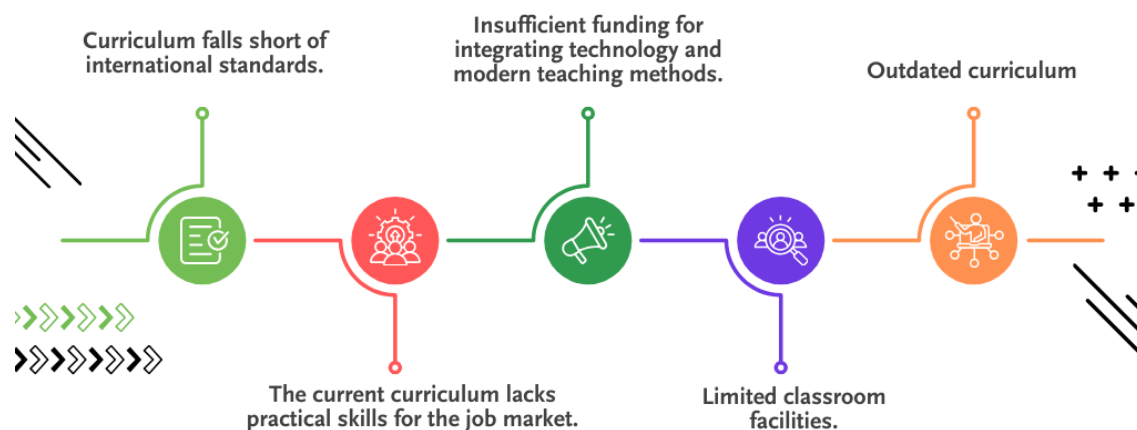 Curriculum falls short of
international standards.
The current curriculum lacks
practical skills for the job market.
Insufficient funding for
integrating technology and
modern teaching methods.
Limited classroom
facilities.
Outdated curriculum